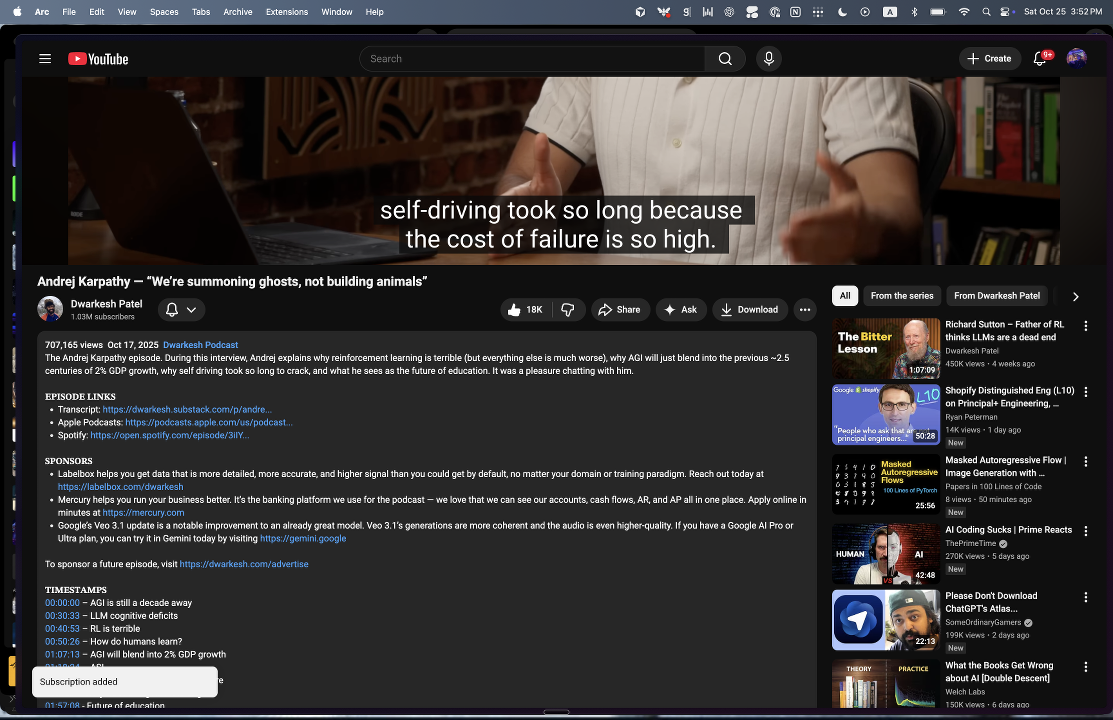 Arc File Edit View Spaces Tabs Archive Extensions Window Help
A
Sat Oct 25 3:52 PM
YouTube
Search
Create
9+
self-driving took so long because
the cost of failure is so high.
Andrej Karpathy — “We’re summoning ghosts, not building animals”
Dwarkesh Patel
1.03M subscribers
18K
Share
Ask
Download
707,165 views Oct 17, 2025 Dwarkesh Podcast
The Andrej Karpathy episode. During this interview, Andrej explains why reinforcement learning is terrible (but everything else is much worse), why AGI will just blend into the previous ~2.5
centuries of 2% GDP growth, why self driving took so long to crack, and what he sees as the future of education. It was a pleasure chatting with him.
EPISODE LINKS
• Transcript: https://dwarkesh.substack.com/p/andre...
• Apple Podcasts: https://podcasts.apple.com/us/podcast...
• Spotify: https://open.spotify.com/episode/3iIY...
SPONSORS
• Labelbox helps you get data that is more detailed, more accurate, and higher signal than you could get by default, no matter your domain or training paradigm. Reach out today at
https://labelbox.com/dwarkesh
• Mercury helps you run your business better. It’s the banking platform we use for the podcast — we love that we can see our accounts, cash flows, AR, and AP all in one place. Apply online in
minutes at https://mercury.com
• Google’s Veo 3.1 update is a notable improvement to an already great model. Veo 3.1’s generations are more coherent and the audio is even higher-quality. If you have a Google AI Pro or
Ultra plan, you can try it in Gemini today by visiting https://gemini.google
To sponsor a future episode, visit https://dwarkesh.com/advertise
TIMESTAMPS
00:00:00 – AGI is still a decade away
00:30:33 – LLM cognitive deficits
00:40:53 – RL is terrible
00:50:26 – How do humans learn?
01:07:13 – AGI will blend into 2% GDP growth
Subscription added
01:57:08 - Future of education
All
From the series
From Dwarkesh Patel
The Bitter
Lesson
1:07:09
Richard Sutton – Father of RL
thinks LLMs are a dead end
Dwarkesh Patel
450K views • 4 weeks ago
Google shopify
L10
"People who ask that
principal engineers..."
50:28
Shopify Distinguished Eng (L10)
on Principal+ Engineering, …
Ryan Peterman
14K views • 1 day ago
New
Masked
Autoregressive
Flows
100 Lines of PyTorch
25:56
Masked Autoregressive Flow |
Image Generation with …
Papers in 100 Lines of Code
8 views • 50 minutes ago
New
HUMAN
VS
AI
42:48
AI Coding Sucks | Prime Reacts
ThePrimeTime
270K views • 5 days ago
New
22:13
Please Don't Download
ChatGPT's Atlas...
SomeOrdinaryGamers
199K views • 2 days ago
New
THEORY
PRACTICE
What the Books Get Wrong
about AI [Double Descent]
Welch Labs
150K views • 6 days ago